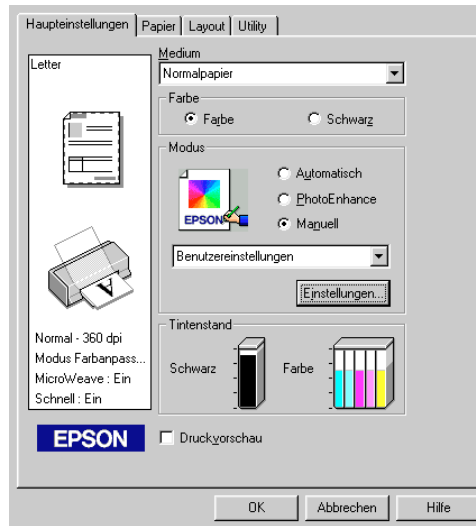 Haupteinstellungen Papier Layout Utility
Letter
Normal - 360 dpi
Modus Farbanpass...
MicroWeave : Ein
Schnell : Ein
EPSON
Medium
Normalpapier
Farbe
Farbe Schwarz
Modus
EPSON
Automatisch
PhotoEnhance
Manuell
Benutzereinstellungen
Einstellungen...
Tintenstand
Schwarz Farbe
Druckvorschau
OK Abbrechen Hilfe